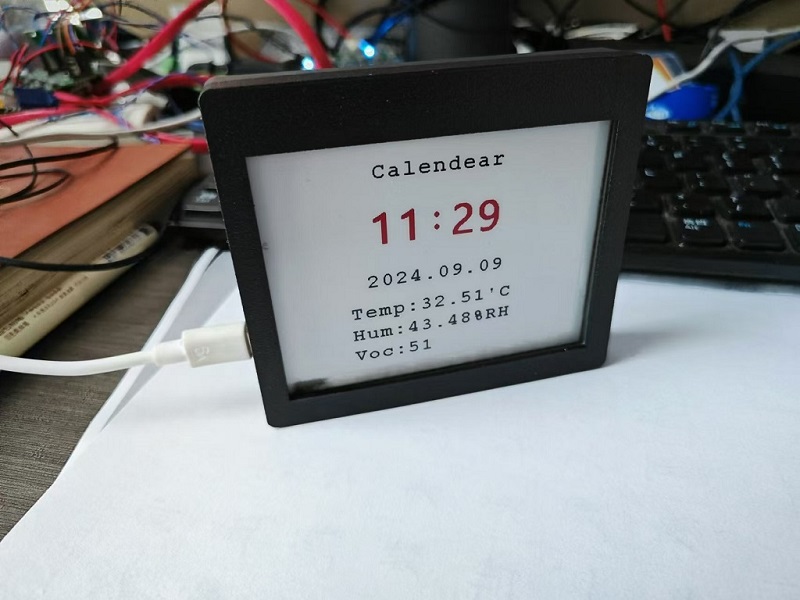 Calendear
11:29
2024.09.09
Temp:32.51'C
Hum:43.48%RH
Voc:51